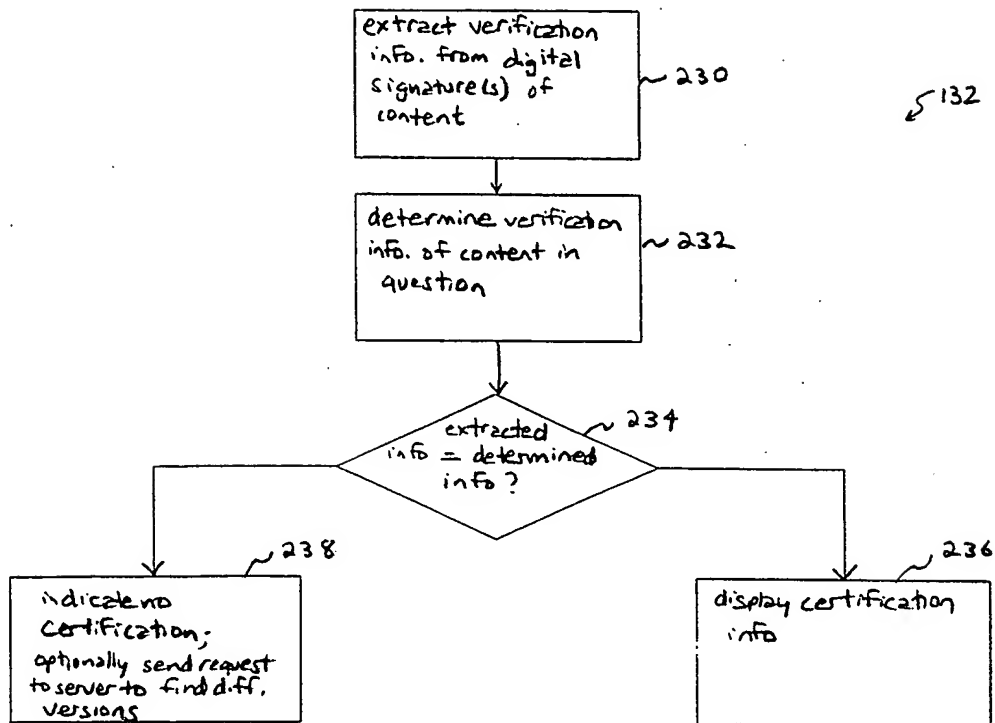 extract verification
info. from digital
signature(s) of
content
230
132
determine verification
info. of content in
question
232
extracted
info = determined
info?
234
238
236
indicate no
certification;
optionally send request
to server to find diff.
versions
display certification
info